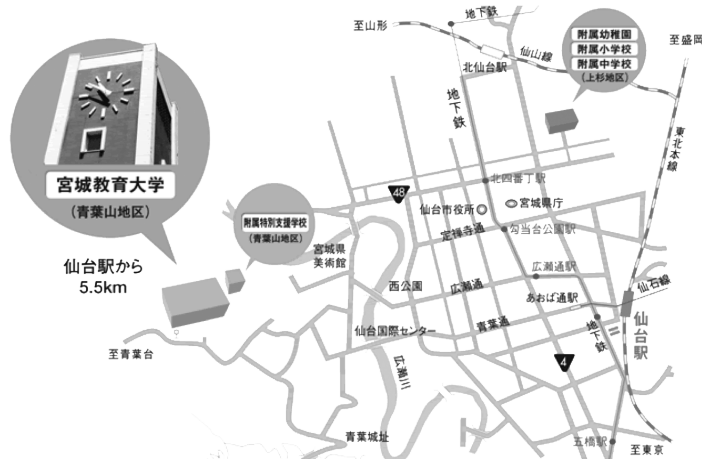 地下鉄
至山形
附属幼稚園
附属小学校
附属中学校
(上杉地区)
至盛岡
仙山線
北仙台駅
地下鉄
東北本線
宮城教育大学
(青葉山地区)
北四番丁駅
48
附属特別支援学校
(青葉山地区)
仙台市役所
宮城県庁
定禅寺通
勾当台公園駅
宮城県
美術館
仙台駅から
5.5km
広瀬通駅
西公園
広瀬通
仙石線
あおば通駅
仙台国際センター
青葉通
地下鉄
仙台駅
至青葉台
広瀬川
4
青葉城址
五橋駅
至東京